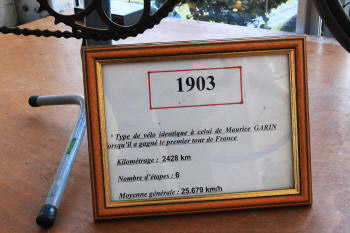 1903
* Type de vélo identique à celui de Maurice GARIN
lorsqu'il a gagné le premier tour de France
Kilométrage : 2428 km
Nombre d'étapes : 6
Moyenne générale : 25.679 km/h